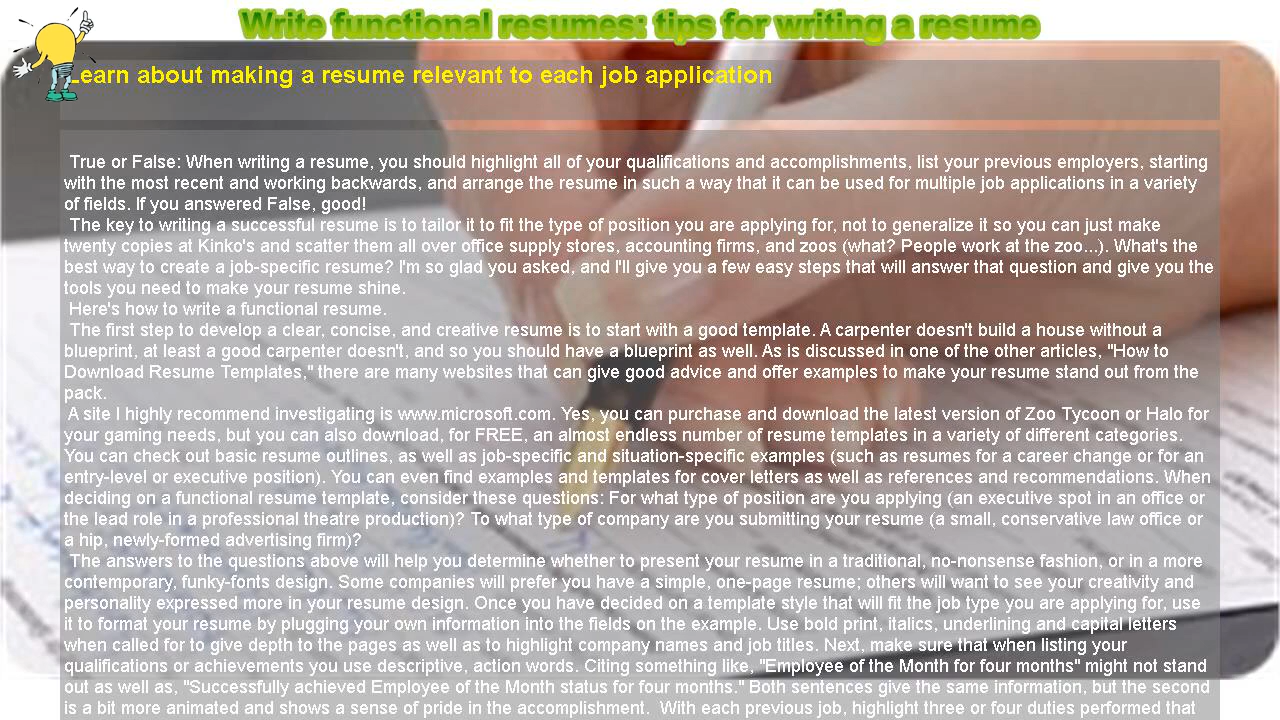 Write functional resumes: tips for writing a resume
Learn about making a resume relevant to each job application
True or False: When writing a resume, you should highlight all of your qualifications and accomplishments, list your previous employers, starting
with the most recent and working backwards, and arrange the resume in such a way that it can be used for multiple job applications in a variety
of fields. If you answered False, good!
The key to writing a successful resume is to tailor it to fit the type of position you are applying for, not to generalize it so you can just make
twenty copies at Kinko's and scatter them all over office supply stores, accounting firms, and zoos (what? People work at the zoo...). What's the
best way to create a job-specific resume? I'm so glad you asked, and I'll give you a few easy steps that will answer that question and give you the
tools you need to make your resume shine.
Here's how to write a functional resume.
The first step to develop a clear, concise, and creative resume is to start with a good template. A carpenter doesn't build a house without a
blueprint, at least a good carpenter doesn't, and so you should have a blueprint as well. As is discussed in one of the other articles, "How to
Download Resume Templates," there are many websites that can give good advice and offer examples to make your resume stand out from the
pack.
A site I highly recommend investigating is www.microsoft.com. Yes, you can purchase and download the latest version of Zoo Tycoon or Halo for
your gaming needs, but you can also download, for FREE, an almost endless number of resume templates in a variety of different categories.
You can check out basic resume outlines, as well as job-specific and situation-specific examples (such as resumes for a career change or for an
entry-level or executive position). You can even find examples and templates for cover letters as well as references and recommendations. When
deciding on a functional resume template, consider these questions: For what type of position are you applying (an executive spot in an office or
the lead role in a professional theatre production)? To what type of company are you submitting your resume (a small, conservative law office or
a hip, newly-formed advertising firm)?
The answers to the questions above will help you determine whether to present your resume in a traditional, no-nonsense fashion, or in a more
contemporary, funky-fonts design. Some companies will prefer you have a simple, one-page resume; others will want to see your creativity and
personality expressed more in your resume design. Once you have decided on a template style that will fit the job type you are applying for, use
it to format your resume by plugging your own information into the fields on the example. Use bold print, italics, underlining and capital letters
when called for to give depth to the pages as well as to highlight company names and job titles. Next, make sure that when listing your
qualifications or achievements you use descriptive, action words. Citing something like, "Employee of the Month for four months" might not stand
out as well as, "Successfully achieved Employee of the Month status for four months." Both sentences give the same information, but the second
is a bit more animated and shows a sense of pride in the accomplishment.  With each previous job, highlight three or four duties performed that